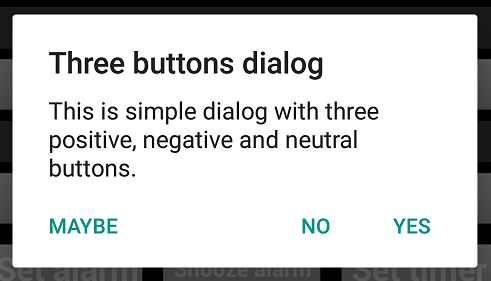 Three buttons dialog
This is simple dialog with three
positive, negative and neutral
buttons.
MAYBE NO YES
Set alarm Snooze alarm Set timer